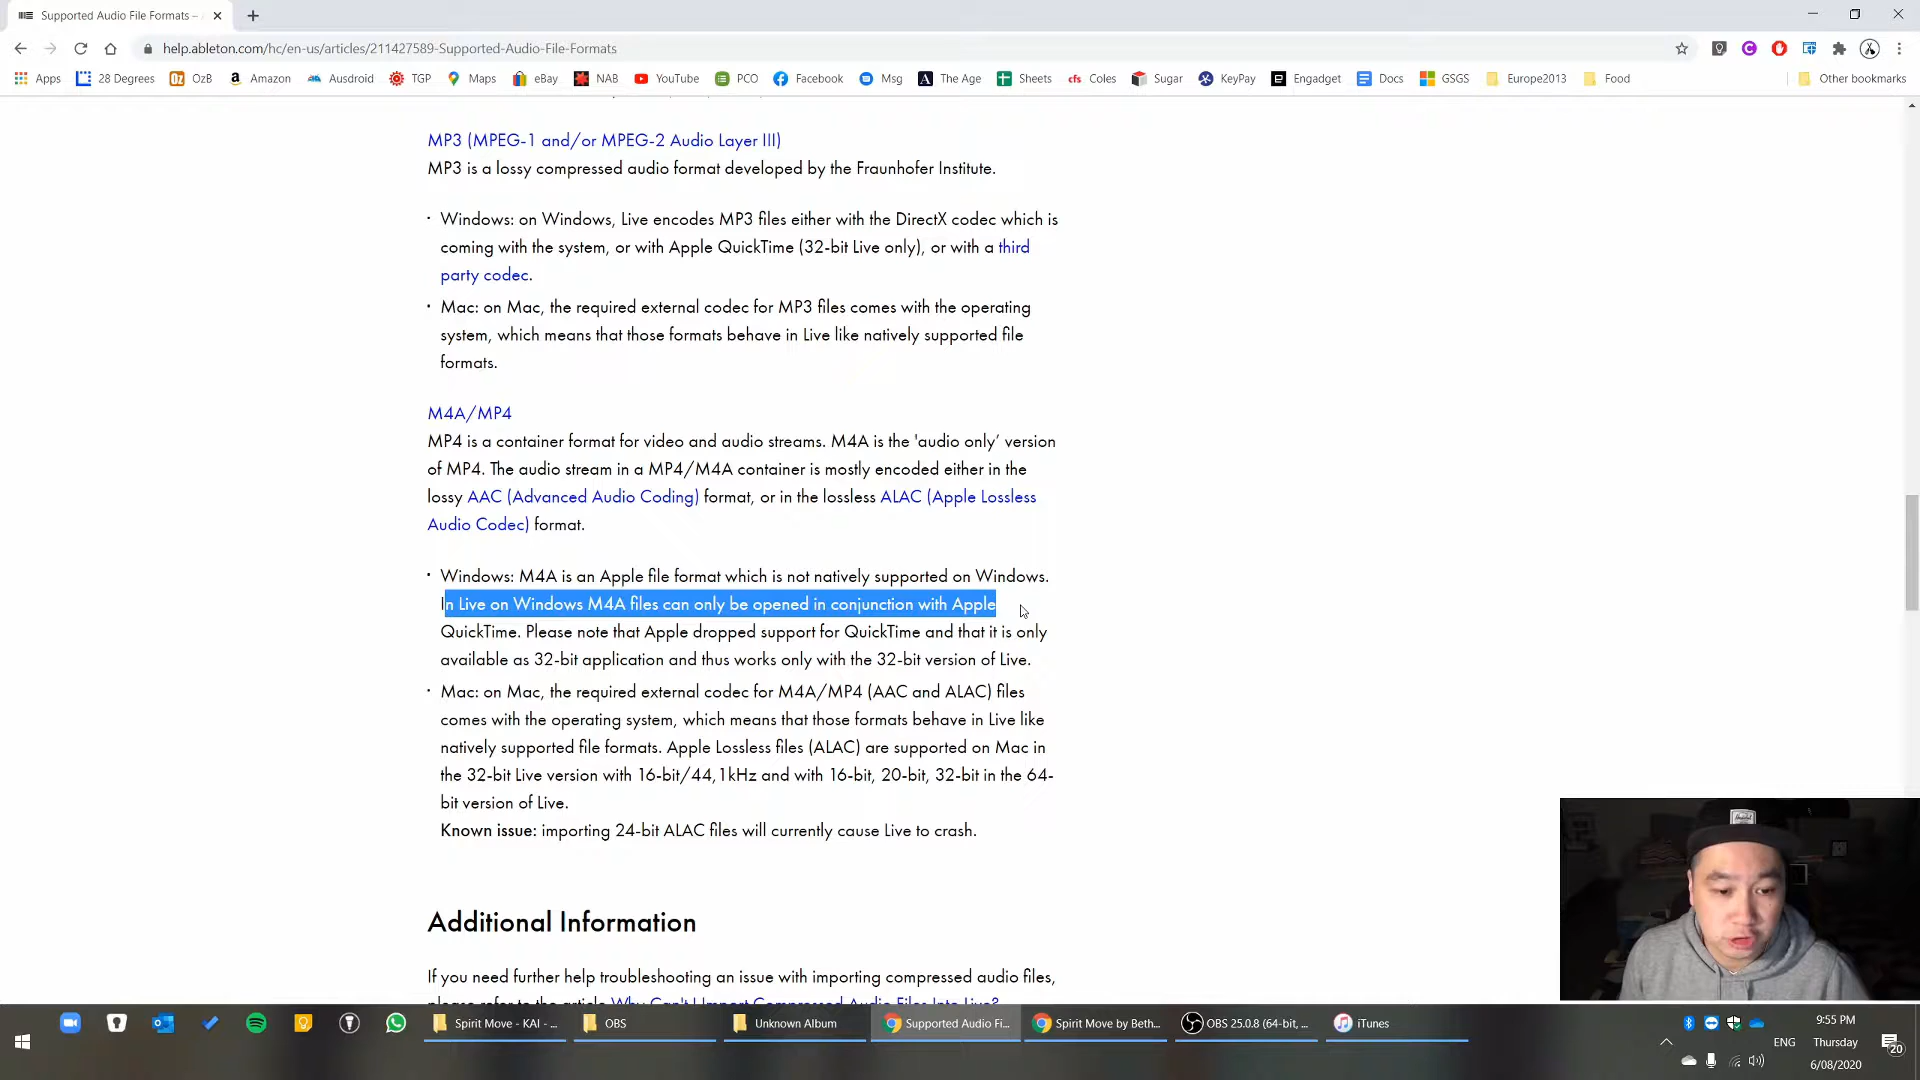 Supported Audio File Formats –
help.ableton.com/hc/en-us/articles/211427589-Supported-Audio-File-Formats
Apps 28 Degrees OzB Amazon Ausdroid TGP Maps eBay NAB YouTube PCO Facebook Msg The Age Sheets cfs Coles Sugar KeyPay Engadget Docs GSGS Europe2013 Food Other bookmarks
MP3 (MPEG-1 and/or MPEG-2 Audio Layer III)
MP3 is a lossy compressed audio format developed by the Fraunhofer Institute.
· Windows: on Windows, Live encodes MP3 files either with the DirectX codec which is
coming with the system, or with Apple QuickTime (32-bit Live only), or with a third
party codec.
· Mac: on Mac, the required external codec for MP3 files comes with the operating
system, which means that those formats behave in Live like natively supported file
formats.
M4A/MP4
MP4 is a container format for video and audio streams. M4A is the 'audio only’ version
of MP4. The audio stream in a MP4/M4A container is mostly encoded either in the
lossy AAC (Advanced Audio Coding) format, or in the lossless ALAC (Apple Lossless
Audio Codec) format.
· Windows: M4A is an Apple file format which is not natively supported on Windows.
In Live on Windows M4A files can only be opened in conjunction with Apple
QuickTime. Please note that Apple dropped support for QuickTime and that it is only
available as 32-bit application and thus works only with the 32-bit version of Live.
· Mac: on Mac, the required external codec for M4A/MP4 (AAC and ALAC) files
comes with the operating system, which means that those formats behave in Live like
natively supported file formats. Apple Lossless files (ALAC) are supported on Mac in
the 32-bit Live version with 16-bit/44,1kHz and with 16-bit, 20-bit, 32-bit in the 64-
bit version of Live.
Known issue: importing 24-bit ALAC files will currently cause Live to crash.
Additional Information
If you need further help troubleshooting an issue with importing compressed audio files,
please refer to the article Why Can't I Import Compressed Audio Files Into Live?
Spirit Move - KAI - ... OBS Unknown Album Supported Audio Fi... Spirit Move by Beth... OBS 25.0.8 (64-bit, ... iTunes
9:55 PM
ENG Thursday 20
6/08/2020